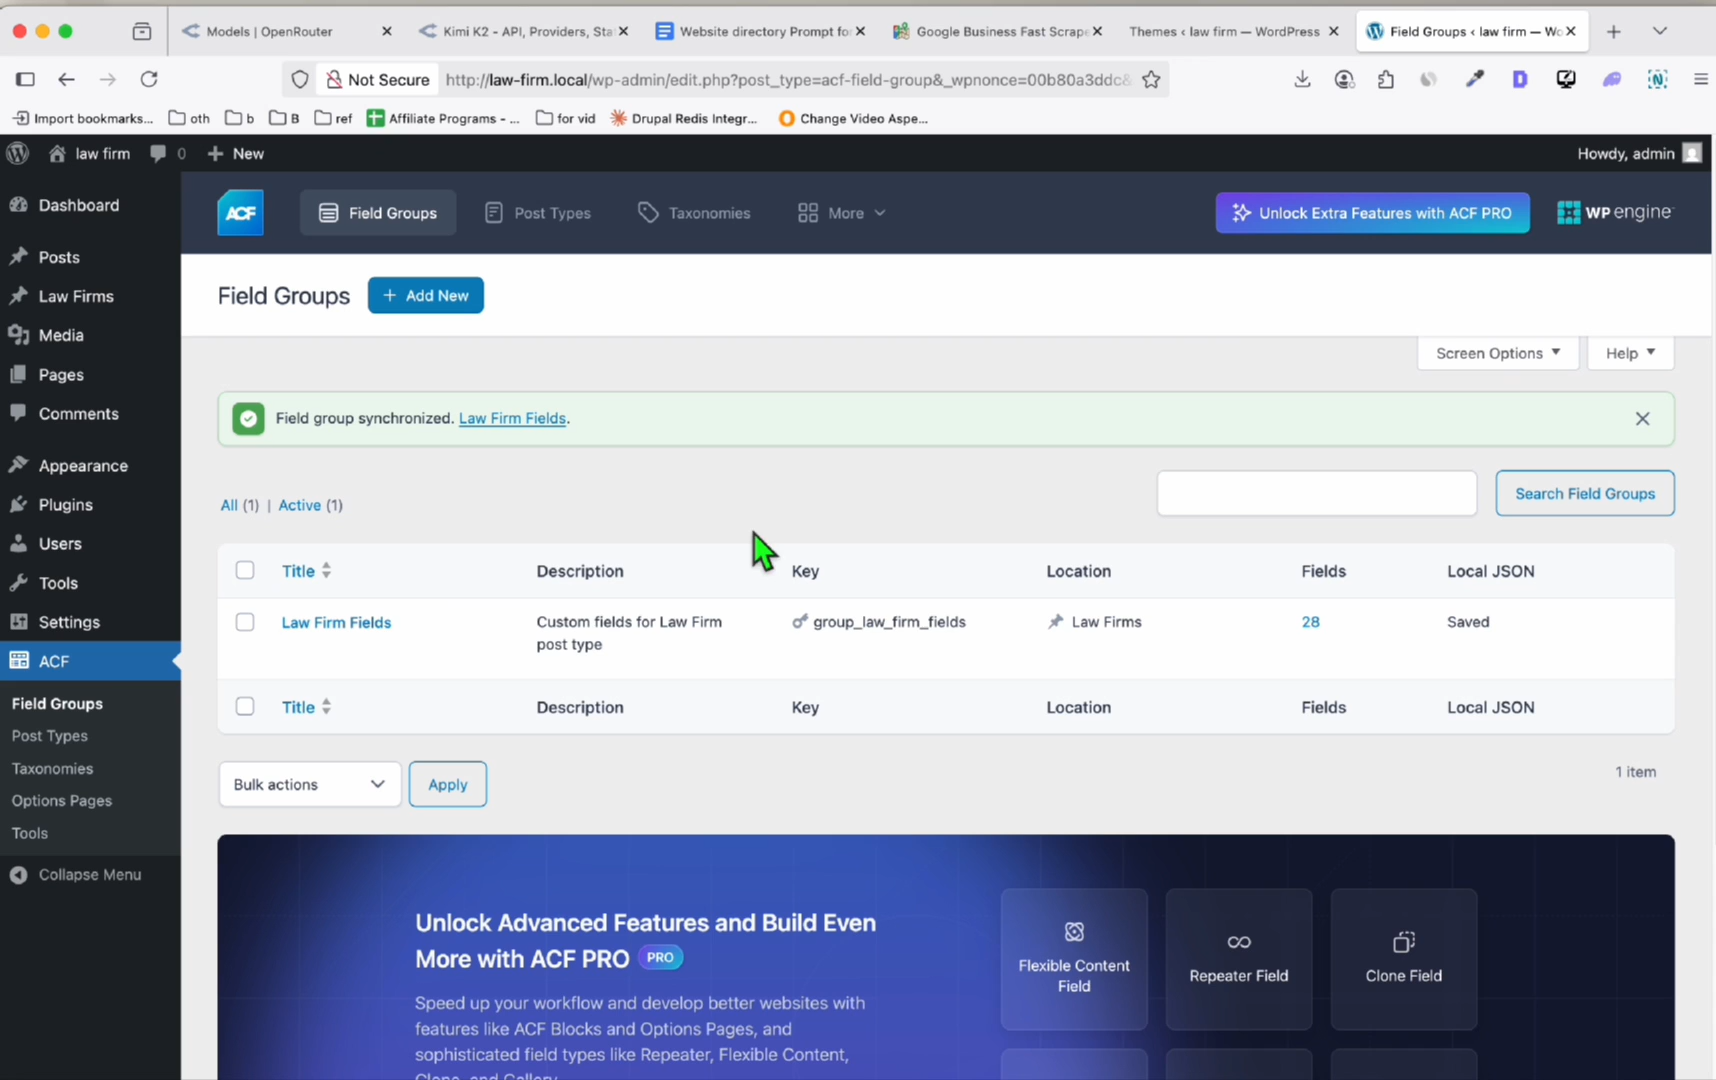 Models | OpenRouter
Kimi K2 - API, Providers, Sta
Website directory Prompt fo
Google Business Fast Scrape
Themes ‹ law firm — WordPress
Field Groups ‹ law firm — Wo
Not Secure
http://law-firm.local/wp-admin/edit.php?post_type=acf-field-group&_wpnonce=00b80a3ddc&
Import bookmarks...
oth
b
B
ref
Affiliate Programs - ...
for vid
Drupal Redis Integr...
Change Video Aspe...
law firm
0
New
Howdy, admin
Dashboard
Posts
Law Firms
Media
Pages
Comments
Appearance
Plugins
Users
Tools
Settings
ACF
Field Groups
Post Types
Taxonomies
Options Pages
Tools
Collapse Menu
ACF
Field Groups
Post Types
Taxonomies
More
Unlock Extra Features with ACF PRO
WP engine
Field Groups
+ Add New
Screen Options
Help
Field group synchronized. Law Firm Fields.
All (1) | Active (1)
Search Field Groups
Title
Description
Key
Location
Fields
Local JSON
Law Firm Fields
Custom fields for Law Firm
post type
group_law_firm_fields
Law Firms
28
Saved
Title
Description
Key
Location
Fields
Local JSON
Bulk actions
Apply
1 item
Unlock Advanced Features and Build Even
More with ACF PRO PRO
Speed up your workflow and develop better websites with
features like ACF Blocks and Options Pages, and
sophisticated field types like Repeater, Flexible Content,
Clone, and Gallery.
Flexible Content
Field
Repeater Field
Clone Field